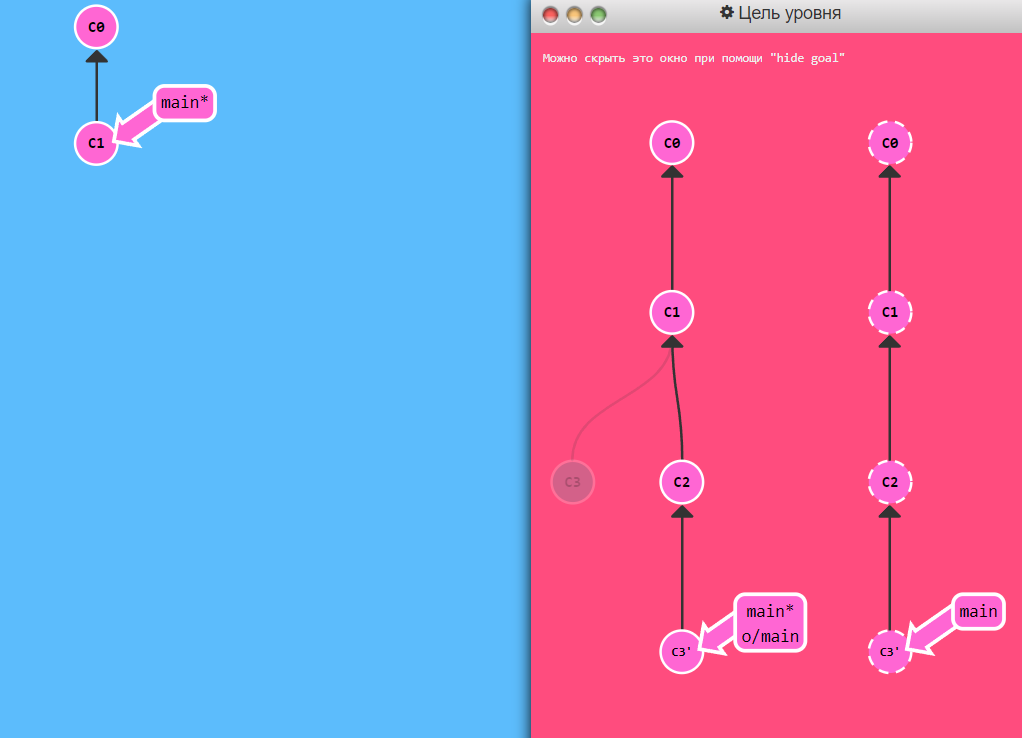 C0
main*
C1
Цель уровня
Можно скрыть это окно при помощи "hide goal"
C0
C0
C1
C1
C3
C2
C2
main*
o/main
main
C3'
C3'